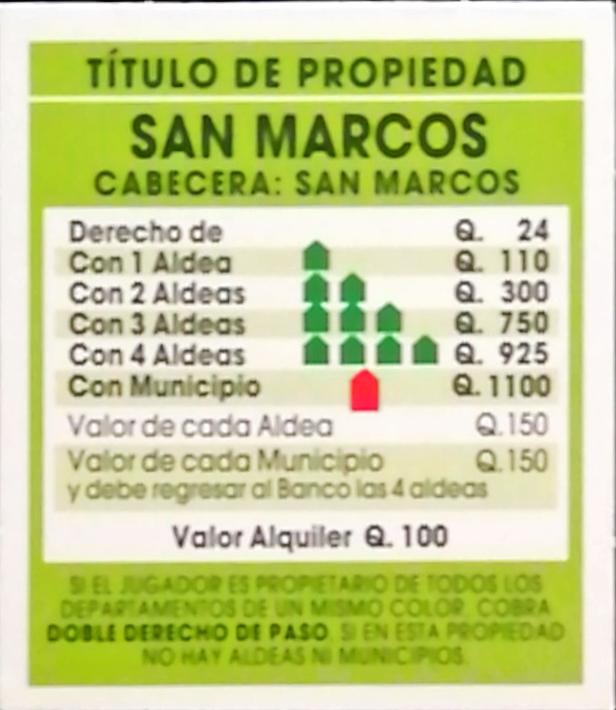 TÍTULO DE PROPIEDAD
SAN MARCOS
CABECERA: SAN MARCOS
Derecho de Q. 24
Con 1 Aldea Q. 110
Con 2 Aldeas Q. 300
Con 3 Aldeas Q. 750
Con 4 Aldeas Q. 925
Con Municipio Q. 1100
Valor de cada Aldea Q. 150
Valor de cada Municipio Q. 150
y debe regresar al Banco las 4 aldeas
Valor Alquiler Q. 100
SI EL JUGADOR ES PROPIETARIO DE TODOS LOS
DEPARTAMENTOS DE UN MISMO COLOR, COBRA
DOBLE DERECHO DE PASO, SI EN ESTA PROPIEDAD
NO HAY ALDEAS NI MUNICIPIOS.